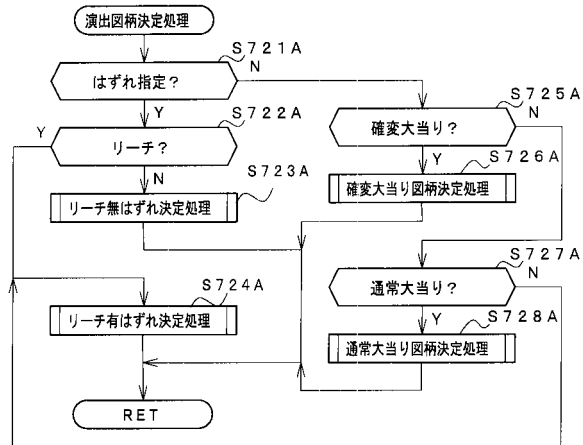 演出図柄決定処理
S721A
はずれ指定?
N
Y
S722A
Y
リーチ?
N
S723A
リーチ無はずれ決定処理
S724A
リーチ有はずれ決定処理
RET
S725A
N
確変大当り?
Y
S726A
確変大当り図柄決定処理
S727A
N
通常大当り?
Y
S728A
通常大当り図柄決定処理